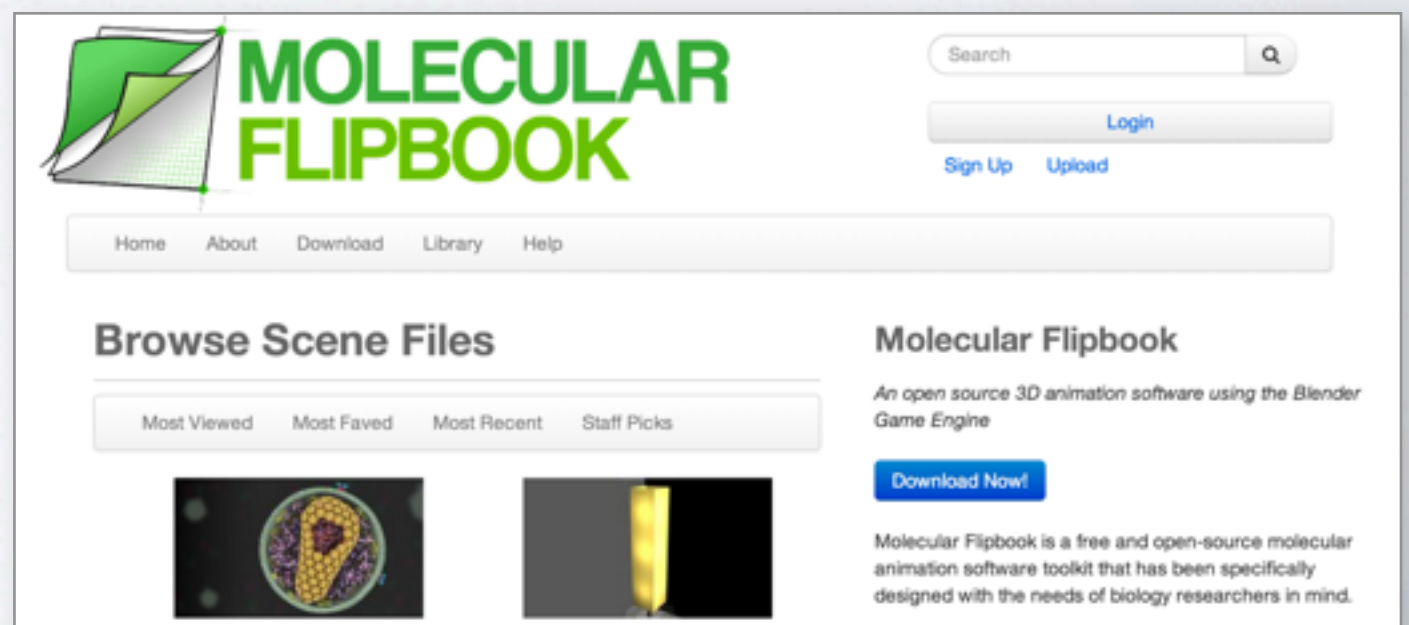 MOLECULAR
FLIPBOOK
Search
Login
Sign Up Upload
Home About Download Library Help
Browse Scene Files
Most Viewed Most Faved Most Recent Staff Picks
Molecular Flipbook
An open source 3D animation software using the Blender
Game Engine
Download Now!
Molecular Flipbook is a free and open-source molecular
animation software toolkit that has been specifically
designed with the needs of biology researchers in mind.